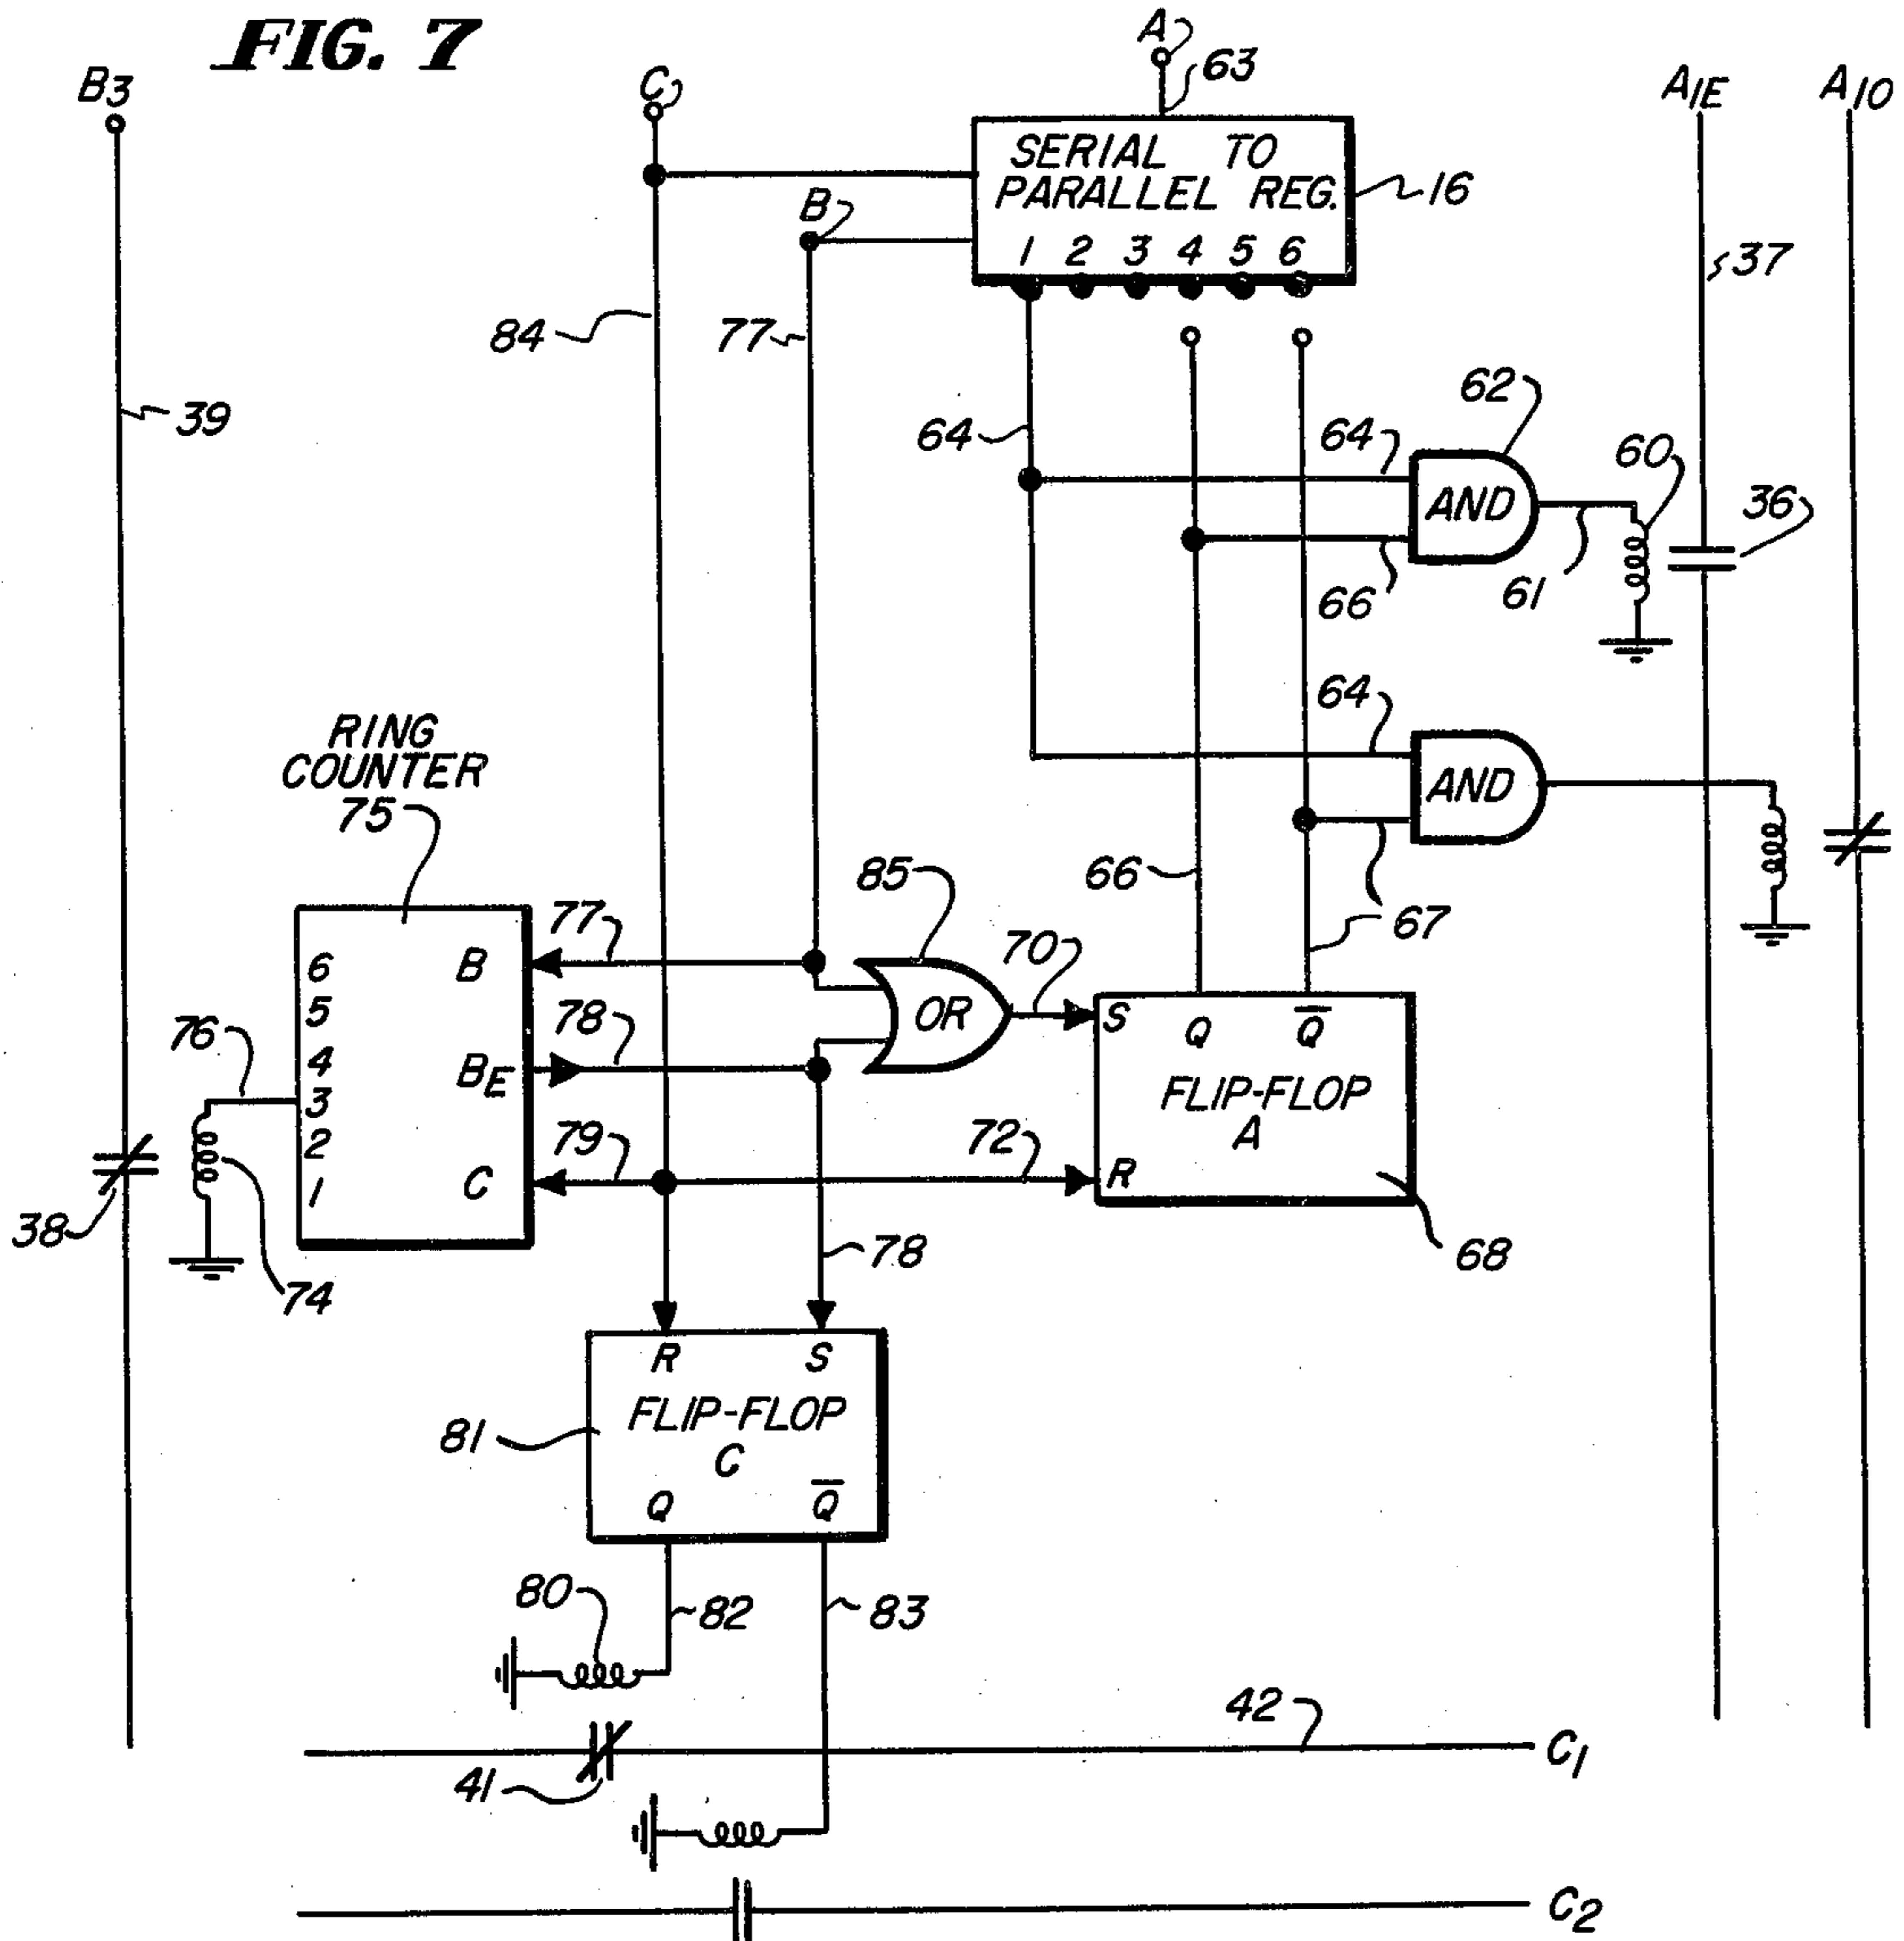 FIG. 7
B3
C
A
63
A1E
A10
SERIAL TO
PARALLEL REG.
16
B
1 2 3 4 5 6
37
84
77
39
62
64
64
60
AND
36
66
61
64
RING
COUNTER
75
AND
85
66
67
77
70
6
B
5
78
OR
S
Q
Q̅
76
4
BE
3
FLIP-FLOP
A
79
72
2
C
R
1
38
78
68
74
R S
FLIP-FLOP
C
81
Q Q̅
80
82
83
42
C1
41
C2